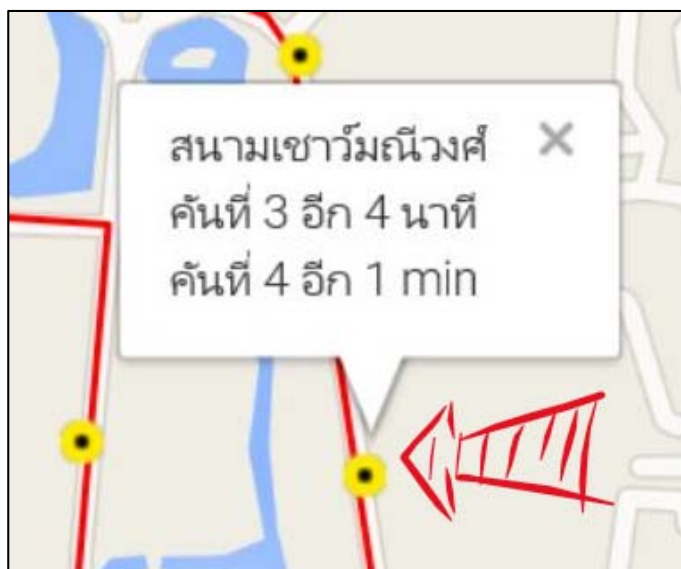 สนามเชาว์มณีวงศ์
คันที่ 3 อีก 4 นาที
คันที่ 4 อีก 1 min